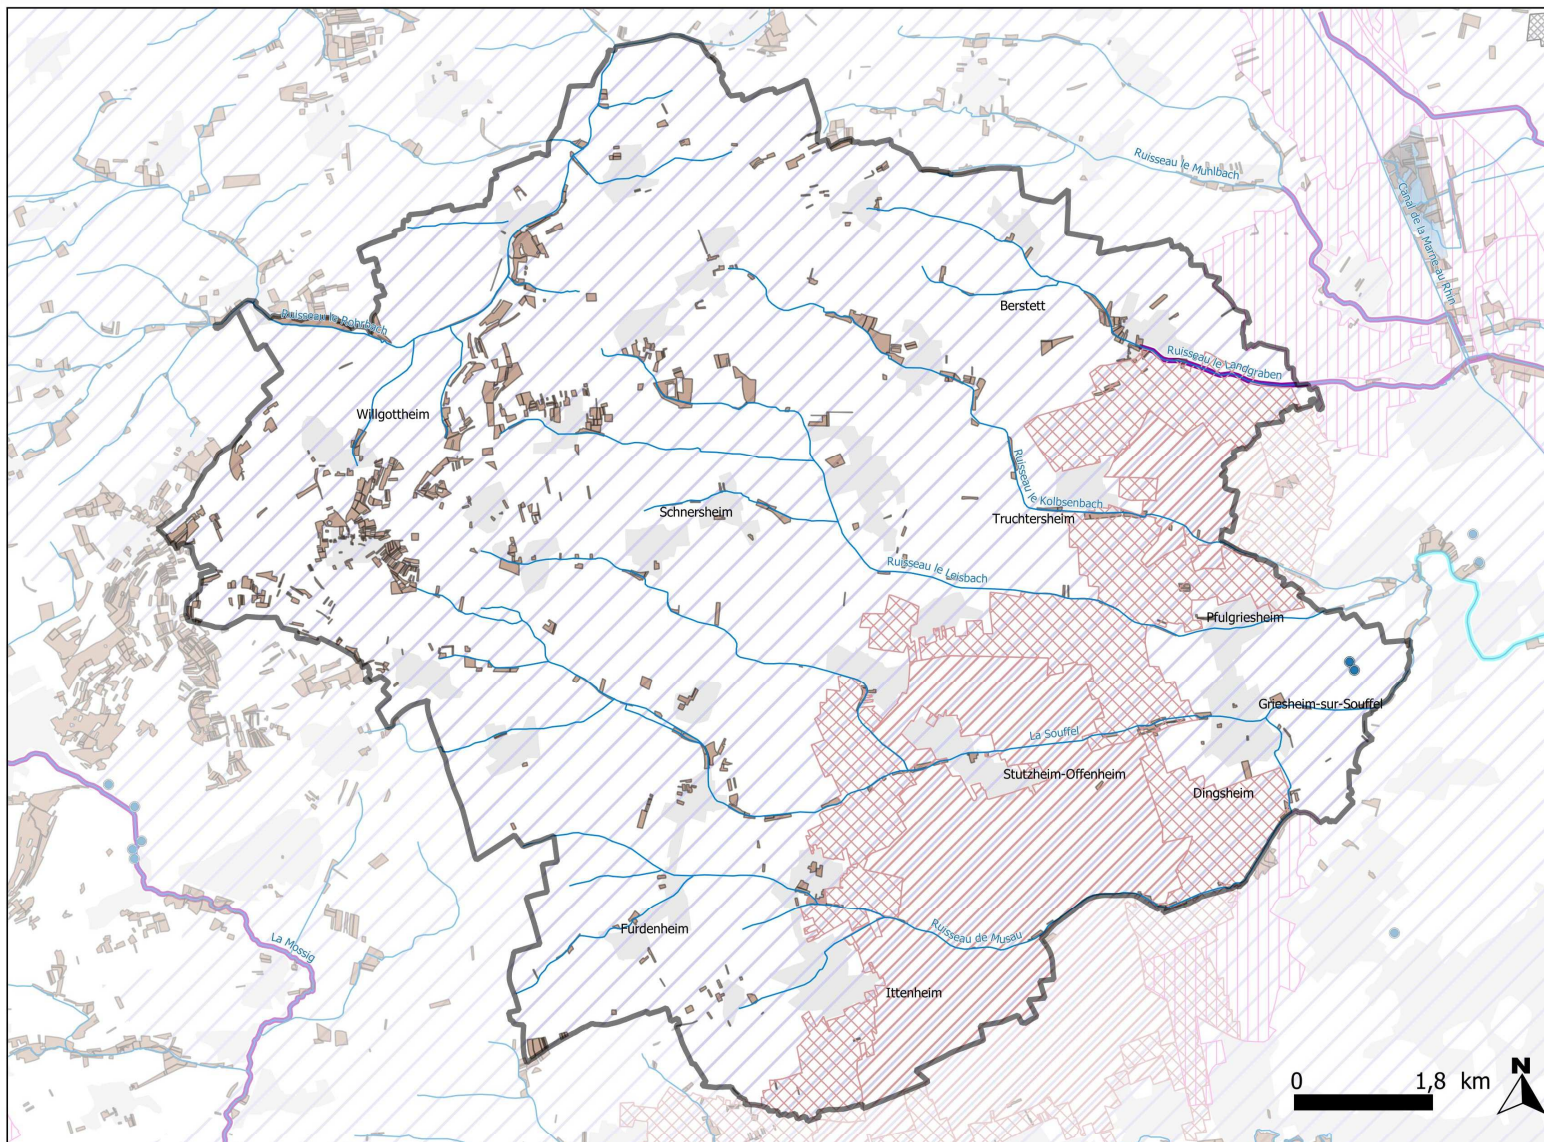 Ruisseau le Muhlbach
Canal de la Marne au Rhin
Berstett
Ruisseau le Rohrbach
Ruisseau le Landgraben
Willgottheim
Ruisseau le Kolbsenbach
Schnersheim
Truchtersheim
Ruisseau le Leisbach
Pfulgriesheim
Griesheim-sur-Souffel
La Souffel
Stutzheim-Offenheim
Dingsheim
Furdenheim
Ruisseau de Musau
La Mossig
Ittenheim
N
0 1,8 km